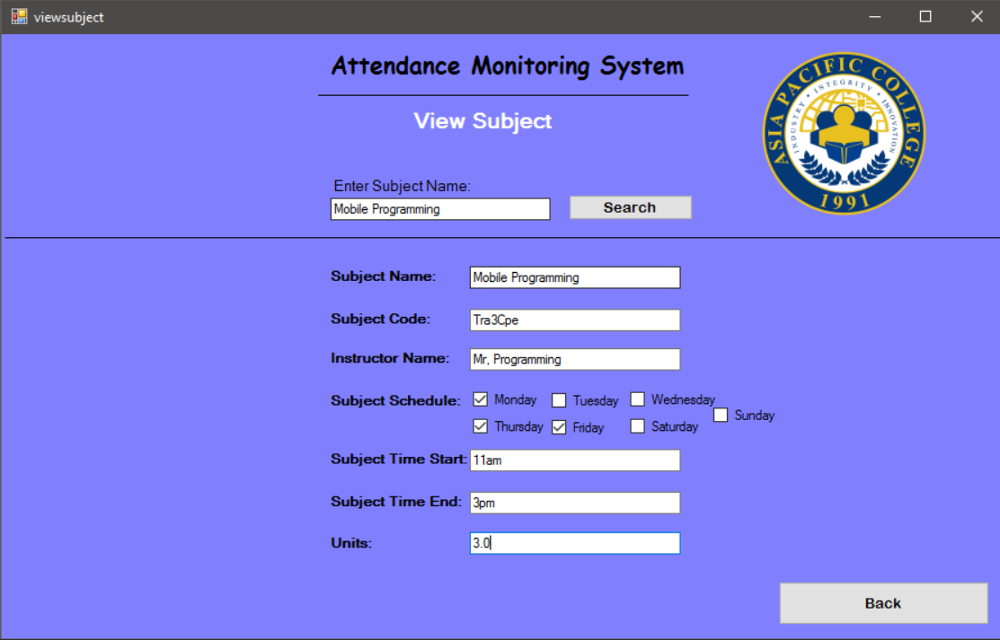 viewsubject
Attendance Monitoring System
View Subject
ASIA PACIFIC COLLEGE
INDUSTRY • INTEGRITY • INNOVATION
1991
Enter Subject Name:
Mobile Programming Search
Subject Name: Mobile Programming
Subject Code: Tra3Cpe
Instructor Name: Mr. Programming
Subject Schedule: Monday Tuesday Wednesday
Sunday
Thursday Friday Saturday
Subject Time Start: 11am
Subject Time End: 3pm
Units: 3.0
Back